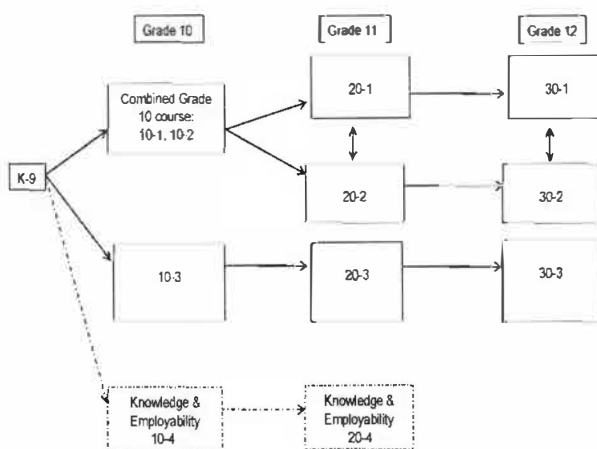 Grade 10
[Grade 11]
[Grade 12]
Combined Grade
10 course:
10-1, 10-2
20-1
30-1
K-9
20-2
30-2
10-3
20-3
30-3
Knowledge &
Employability
10-4
Knowledge &
Employability
20-4